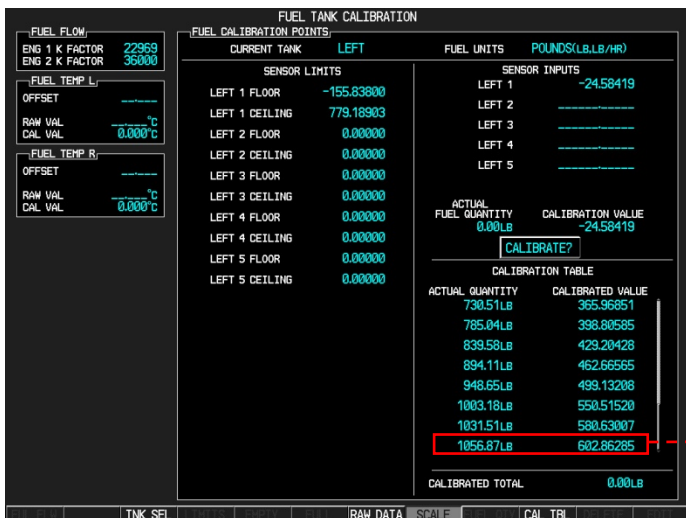 FUEL TANK CALIBRATION
FUEL FLOW
ENG 1 K FACTOR 22969
ENG 2 K FACTOR 36000
FUEL TEMP L
OFFSET --.---
RAW VAL --.---°C
CAL VAL 0.000°C
FUEL TEMP R
OFFSET --.---
RAW VAL --.---°C
CAL VAL 0.000°C
FUEL CALIBRATION POINTS
CURRENT TANK LEFT FUEL UNITS POUNDS(LB,LB/HR)
SENSOR LIMITS
LEFT 1 FLOOR -155.83800
LEFT 1 CEILING 779.18903
LEFT 2 FLOOR 0.00000
LEFT 2 CEILING 0.00000
LEFT 3 FLOOR 0.00000
LEFT 3 CEILING 0.00000
LEFT 4 FLOOR 0.00000
LEFT 4 CEILING 0.00000
LEFT 5 FLOOR 0.00000
LEFT 5 CEILING 0.00000
SENSOR INPUTS
LEFT 1 -24.58419
LEFT 2 ------.-----
LEFT 3 ------.-----
LEFT 4 ------.-----
LEFT 5 ------.-----
ACTUAL
FUEL QUANTITY CALIBRATION VALUE
0.00LB -24.58419
CALIBRATE?
CALIBRATION TABLE
ACTUAL QUANTITY CALIBRATED VALUE
730.51LB 365.96851
785.04LB 398.80585
839.58LB 429.20428
894.11LB 462.66565
948.65LB 499.13208
1003.18LB 550.51520
1031.51LB 580.63007
1056.87LB 602.86285
CALIBRATED TOTAL 0.00LB
TNK SEL LIMITS EMPTY RAW DATA SCALE CAL TBL DELETE EDIT